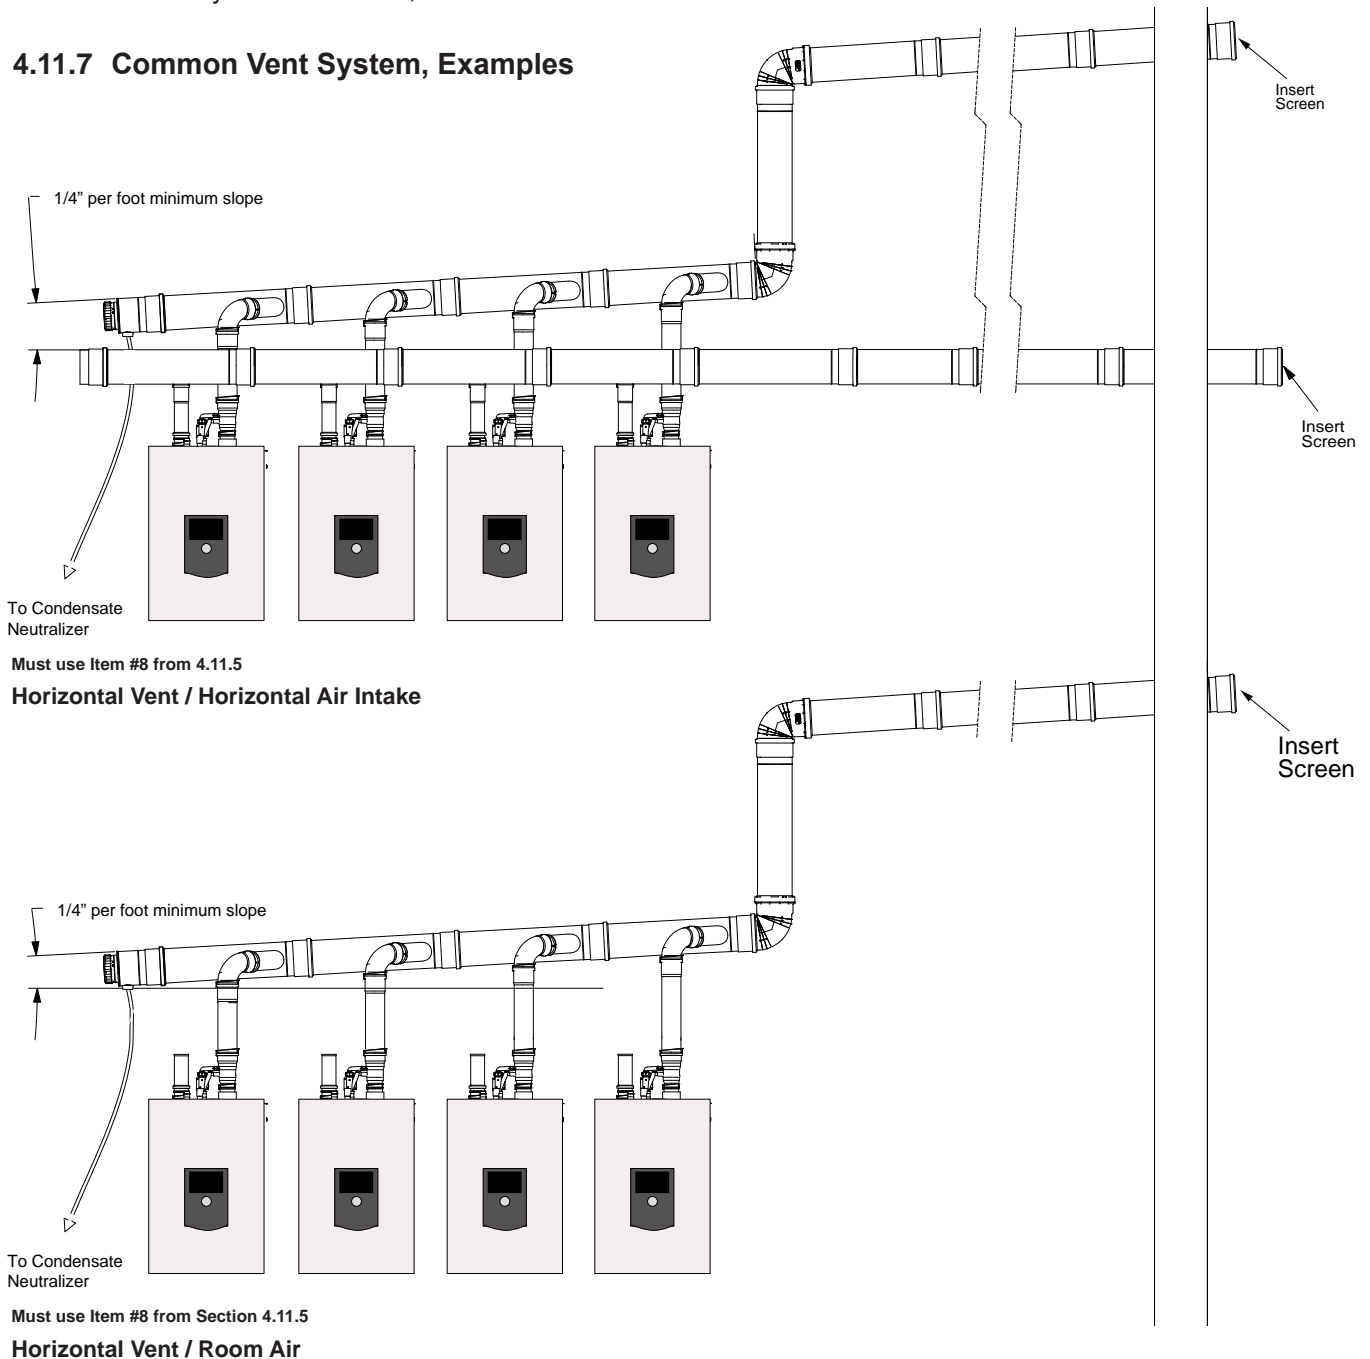 4.11.7 Common Vent System, Examples
Insert
Screen
1/4” per foot minimum slope
Insert
Screen
To Condensate
Neutralizer
Must use Item #8 from 4.11.5
Horizontal Vent / Horizontal Air Intake
Insert
Screen
1/4” per foot minimum slope
To Condensate
Neutralizer
Must use Item #8 from Section 4.11.5
Horizontal Vent / Room Air